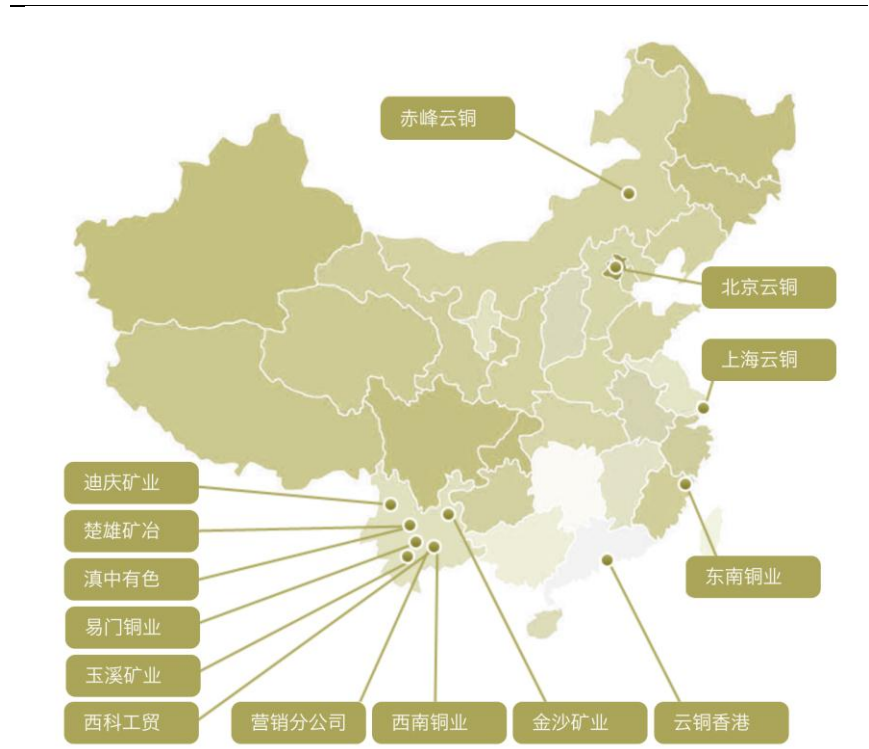 赤峰云铜
北京云铜
上海云铜
迪庆矿业
楚雄矿冶
滇中有色
东南铜业
易门铜业
玉溪矿业
西科工贸
营销分公司
西南铜业
金沙矿业
云铜香港